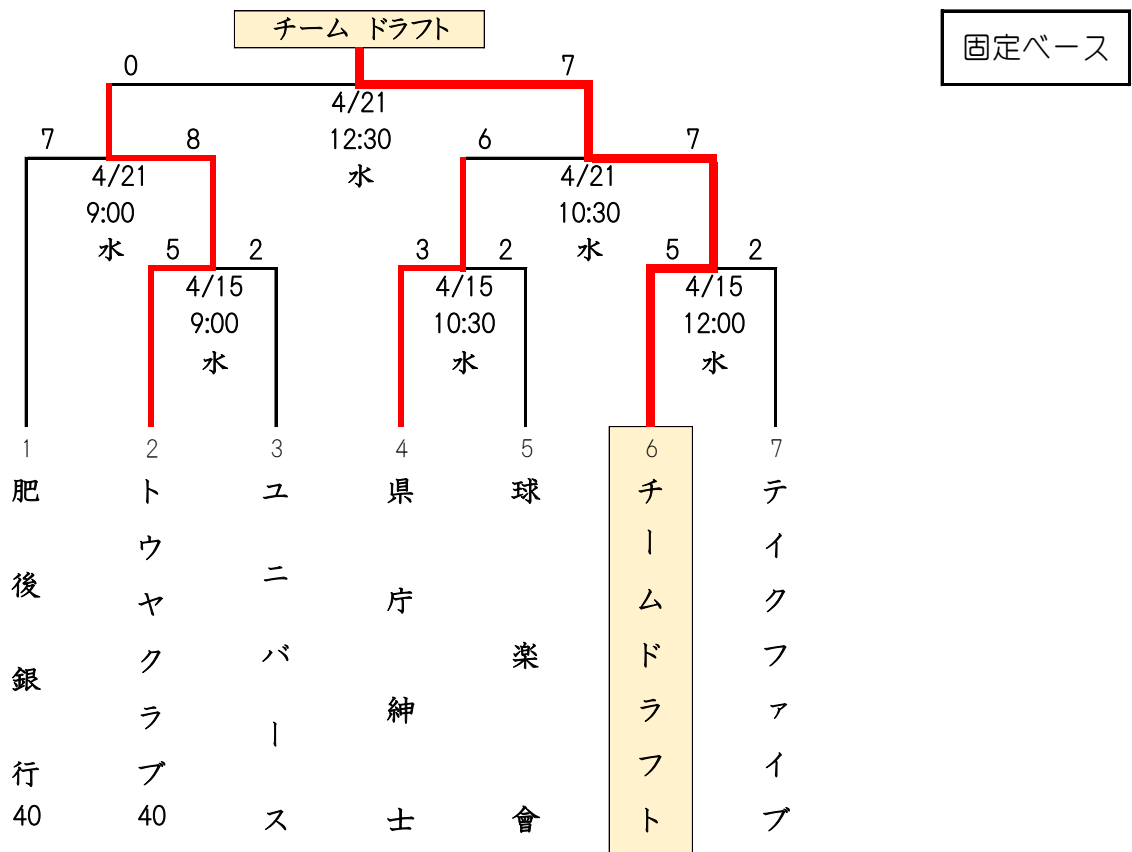 チーム ドラフト
固定ベース
0
7
4/21
12:30
水
7
8
4/21
9:00
水
6
7
4/21
10:30
水
5
2
4/15
9:00
水
3
2
4/15
10:30
水
5
2
4/15
12:00
水
1
肥後銀行40
2
トウヤクラブ40
3
ユニバース
4
県庁紳士
5
球楽會
6
チームドラフト
7
テイクファイブ